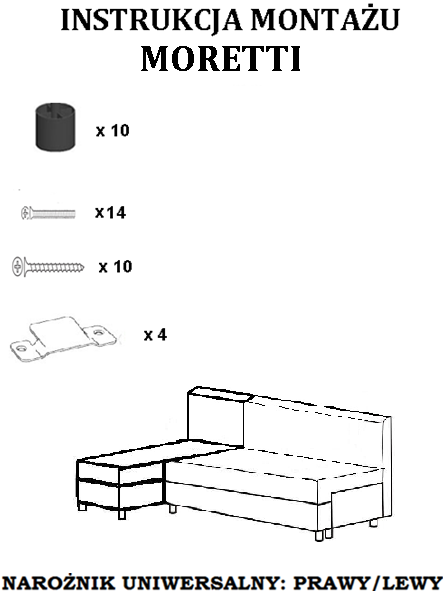 INSTRUKCJA MONTAŻU
MORETTI
x 10
x14
x 10
x 4
NAROŻNIK UNIWERSALNY: PRAWY/LEWY